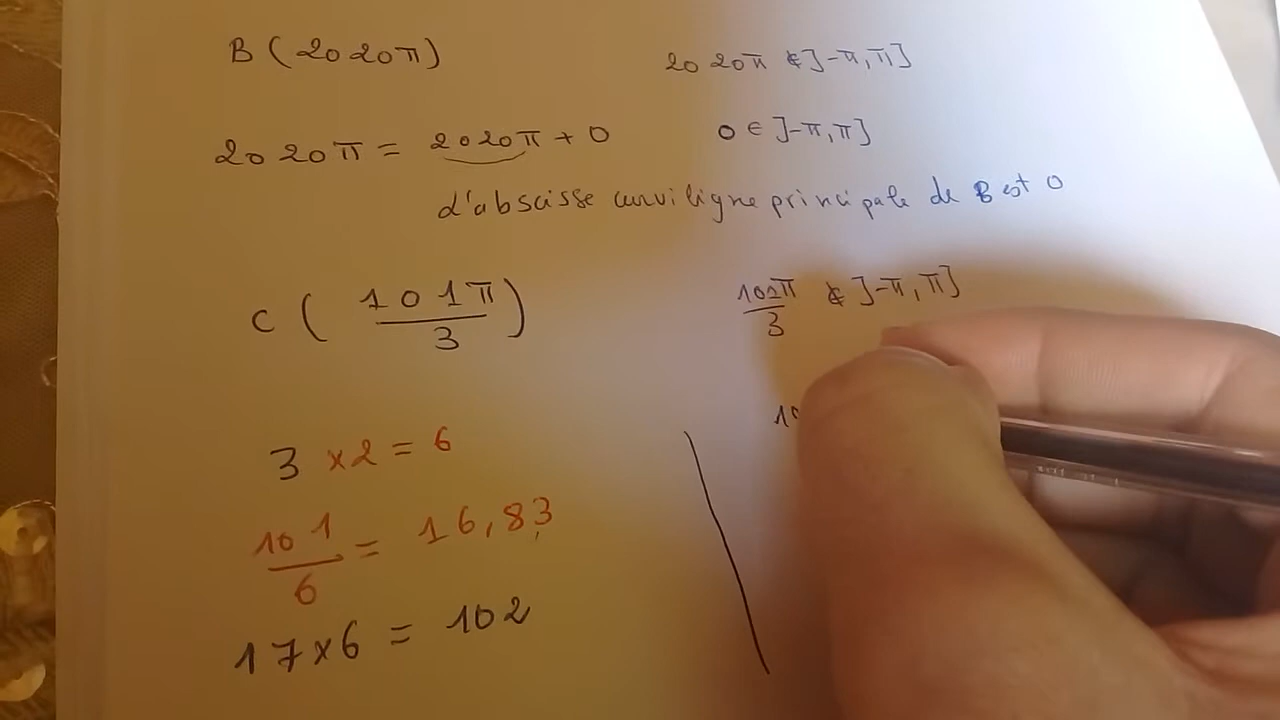 B (2020π)
2020π ∉ ]-π,π]
2020π = 2020π + 0
0 ∈ ]-π,π]
d'abscisse curviligne principale de B est 0
C ( 101π / 3 )
101π / 3 ∉ ]-π,π]
3 ×2 = 6
101 / 6 = 16,83
17×6 = 102